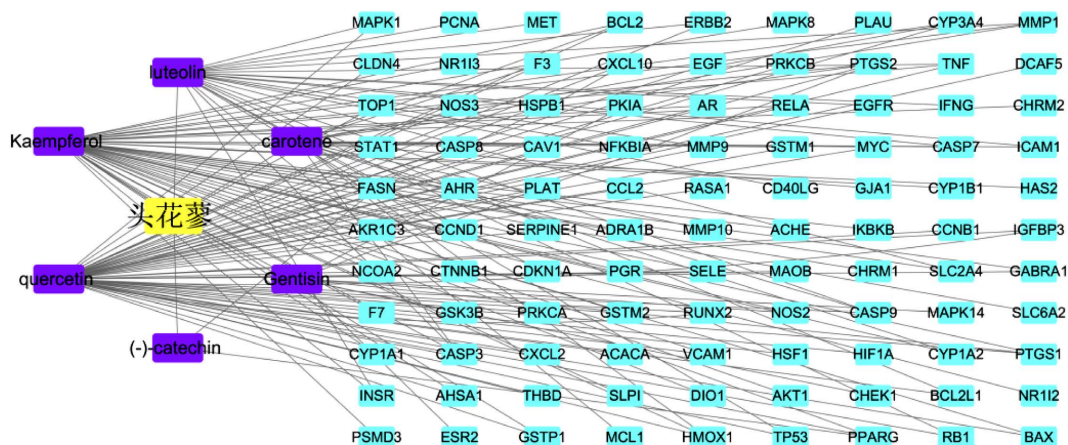 MAPK1 PCNA MET BCL2 ERBB2 MAPK8 PLAU CYP3A4 MMP1
luteolin CLDN4 NR1I3 F3 CXCL10 EGF PRKCB PTGS2 TNF DCAF5
TOP1 NOS3 HSPB1 PKIA AR RELA EGFR IFNG CHRM2
Kaempferol carotene STAT1 CASP8 CAV1 NFKBIA MMP9 GSTM1 MYC CASP7 ICAM1
FASN AHR PLAT CCL2 RASA1 CD40LG GJA1 CYP1B1 HAS2
头花蓼 AKR1C3 CCND1 SERPINE1 ADRA1B MMP10 ACHE IKBKB CCNB1 IGFBP3
quercetin Gentisin NCOA2 CTNNB1 CDKN1A PGR SELE MAOB CHRM1 SLC2A4 GABRA1
F7 GSK3B PRKCA GSTM2 RUNX2 NOS2 CASP9 MAPK14 SLC6A2
(-)-catechin CYP1A1 CASP3 CXCL2 ACACA VCAM1 HSF1 HIF1A CYP1A2 PTGS1
INSR AHSA1 THBD SLPI DIO1 AKT1 CHEK1 BCL2L1 NR1I2
PSMD3 ESR2 GSTP1 MCL1 HMOX1 TP53 PPARG RB1 BAX